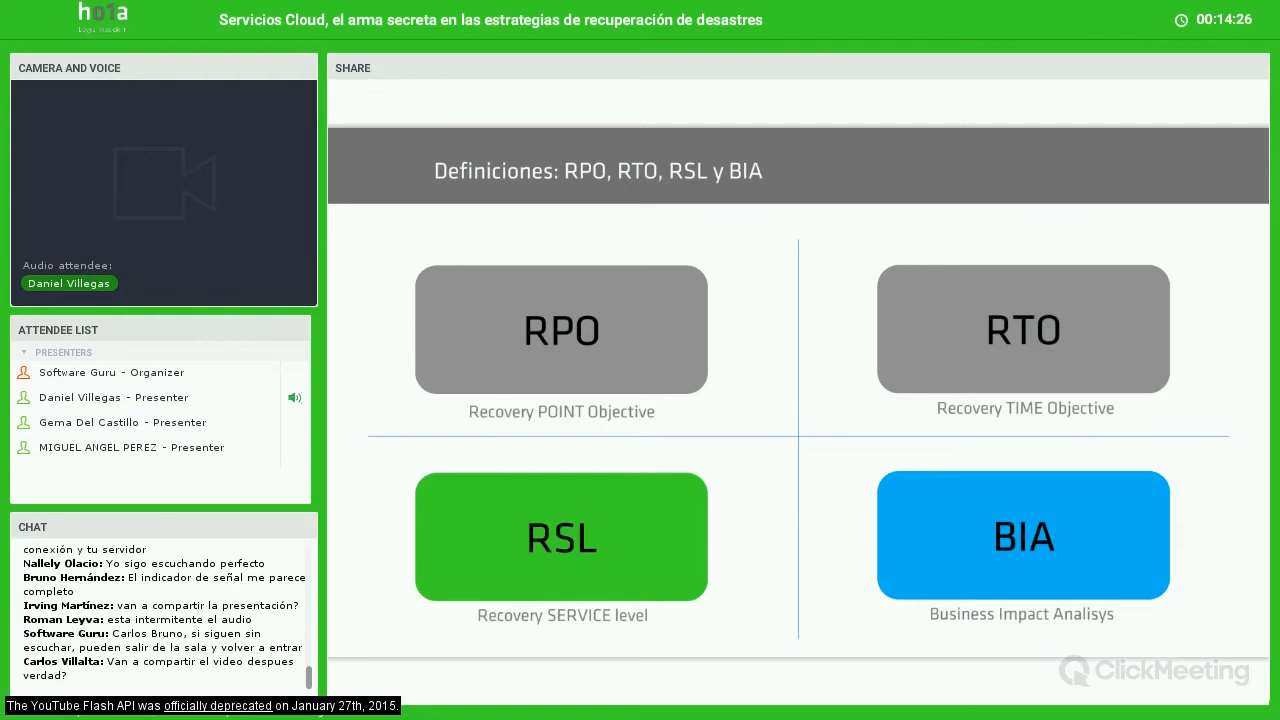 ho1a
Servicios Cloud, el arma secreta en las estrategias de recuperación de desastres
00:14:26
CAMERA AND VOICE
Audio attendee:
Daniel Villegas
ATTENDEE LIST
PRESENTERS
Software Guru - Organizer
Daniel Villegas - Presenter
Gema Del Castillo - Presenter
MIGUEL ANGEL PEREZ - Presenter
CHAT
conexión y tu servidor
Nallely Olacio: Yo sigo escuchando perfecto
Bruno Hernández: El indicador de señal me parece
completo
Irving Martínez: van a compartir la presentación?
Roman Leyva: esta intermitente el audio
Software Guru: Carlos Bruno, si siguen sin
escuchar, pueden salir de la sala y volver a entrar
Carlos Villalta: Van a compartir el video despues
verdad?
The YouTube Flash API was officially deprecated on January 27th, 2015.
SHARE
Definiciones: RPO, RTO, RSL y BIA
RPO
Recovery POINT Objective
RTO
Recovery TIME Objective
RSL
Recovery SERVICE level
BIA
Business Impact Analisys
ClickMeeting